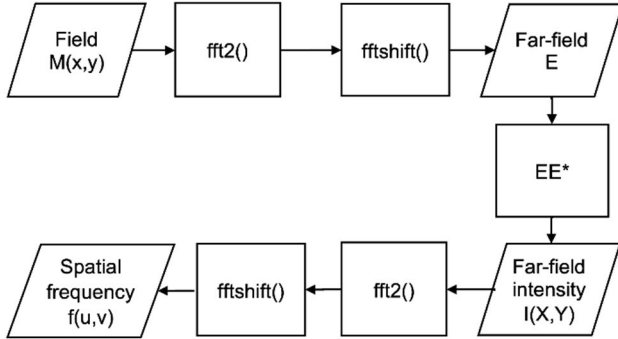 Field
M(x,y)
fft2()
fftshift()
Far-field
E
EE*
Far-field
intensity
I(X,Y)
fft2()
fftshift()
Spatial
frequency
f(u,v)